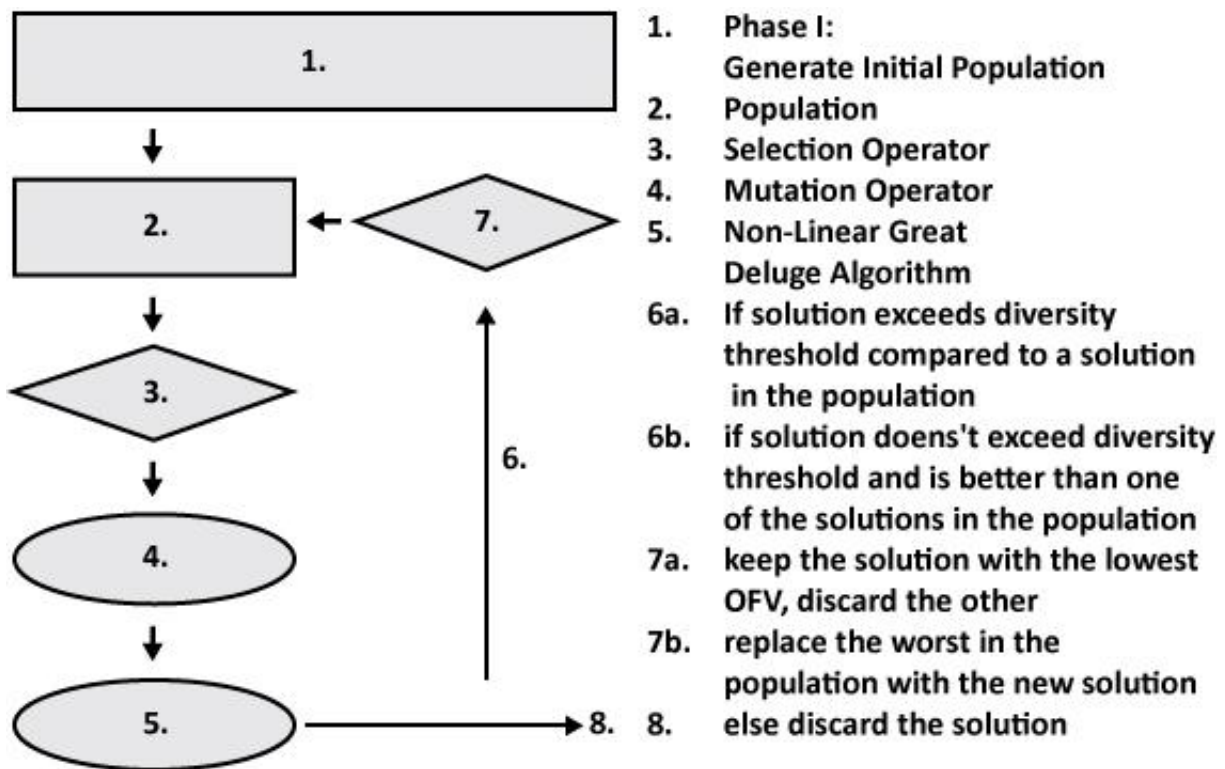 1.
2.
7.
3.
6.
4.
5.
8.
1. Phase I:
Generate Initial Population
2. Population
3. Selection Operator
4. Mutation Operator
5. Non-Linear Great
Deluge Algorithm
6a. If solution exceeds diversity
threshold compared to a solution
in the population
6b. if solution doens't exceed diversity
threshold and is better than one
of the solutions in the population
7a. keep the solution with the lowest
OFV, discard the other
7b. replace the worst in the
population with the new solution
8. else discard the solution